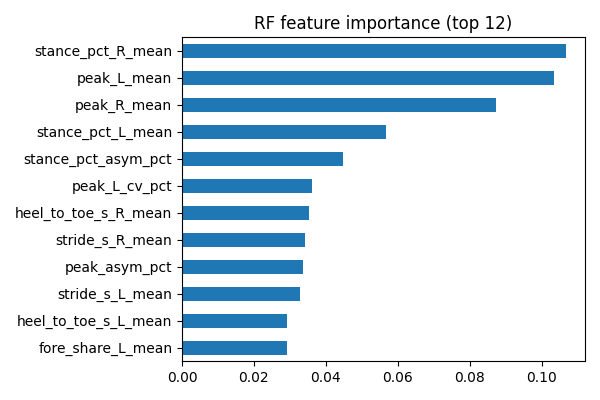 RF feature importance (top 12)
stance_pct_R_mean
peak_L_mean
peak_R_mean
stance_pct_L_mean
stance_pct_asym_pct
peak_L_cv_pct
heel_to_toe_s_R_mean
stride_s_R_mean
peak_asym_pct
stride_s_L_mean
heel_to_toe_s_L_mean
fore_share_L_mean
0.00 0.02 0.04 0.06 0.08 0.10